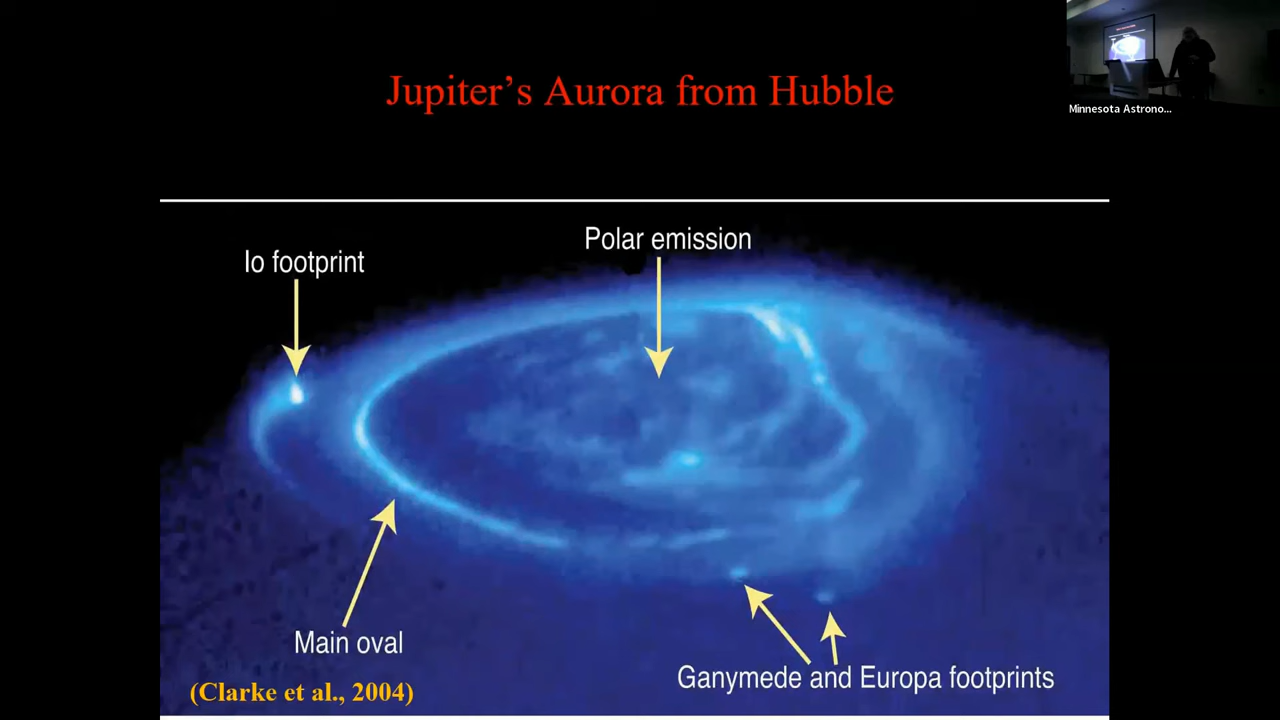 Jupiter's Aurora from Hubble
Minnesota Astrono...
Polar emission
Io footprint
Main oval
Ganymede and Europa footprints
(Clarke et al., 2004)